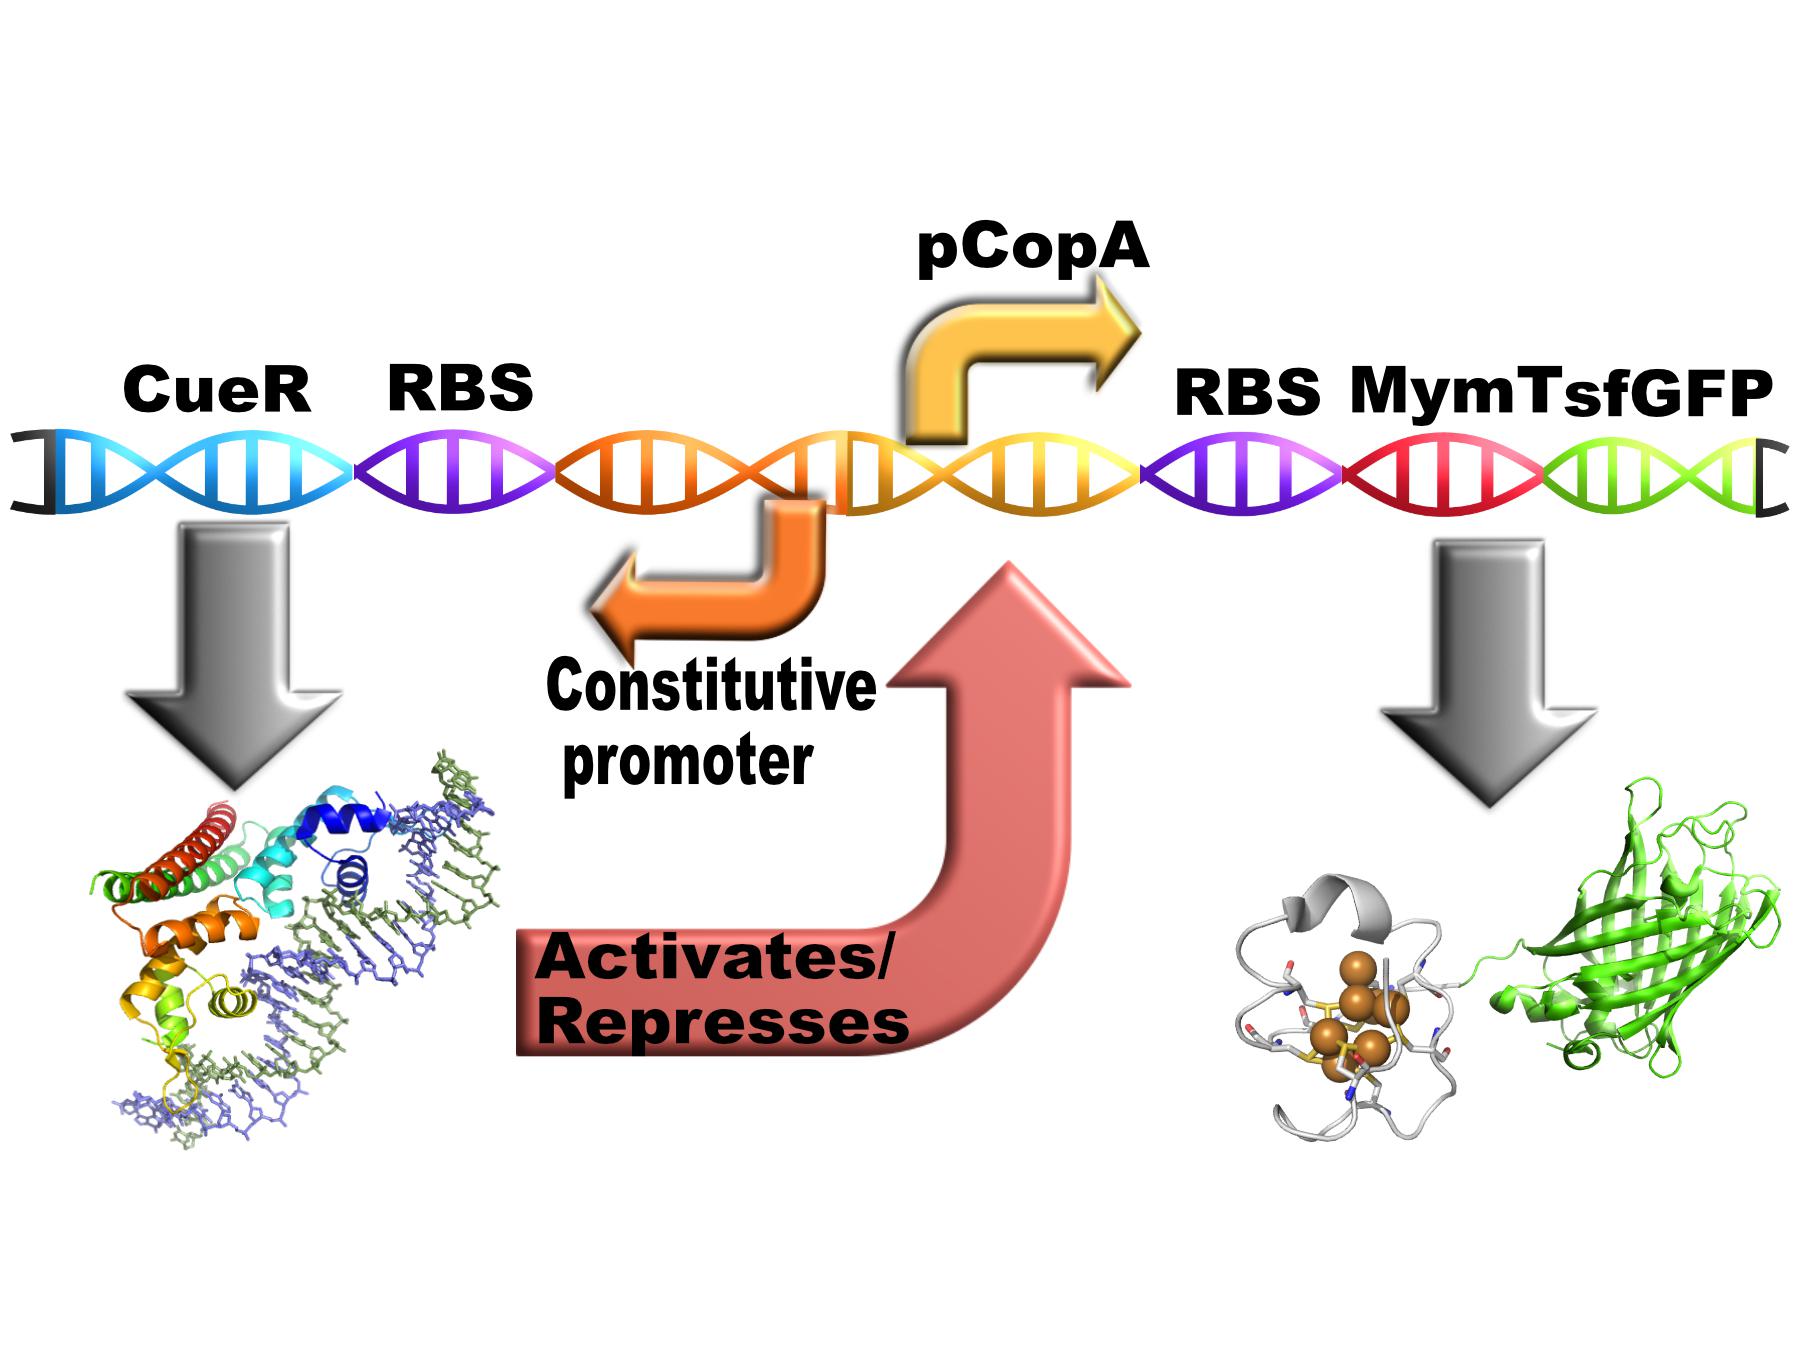 pCopA
CueR RBS RBS MymTsfGFP
Constitutive
promoter
Activates/
Represses